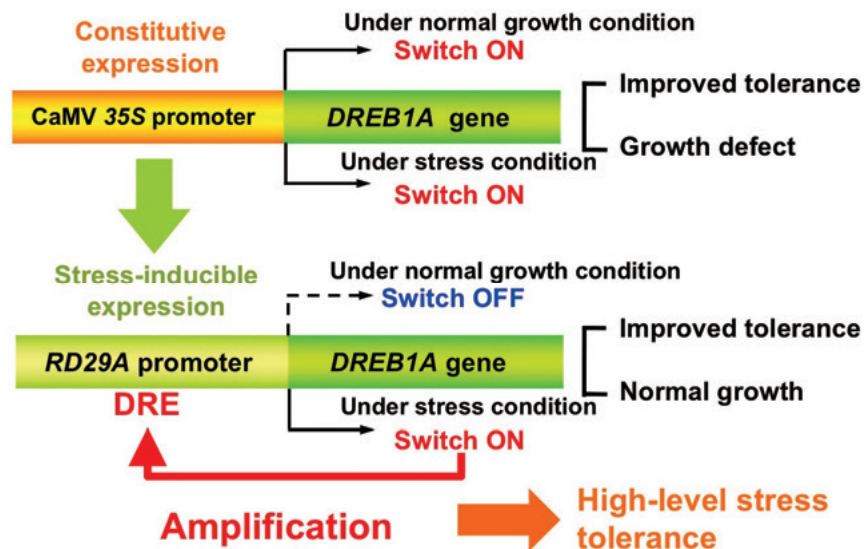 Constitutive
expression
Under normal growth condition
Switch ON
CaMV 35S promoter
DREB1A gene
Under stress condition
Switch ON
Improved tolerance
Growth defect
Stress-inducible
expression
Under normal growth condition
Switch OFF
RD29A promoter
DREB1A gene
DRE
Under stress condition
Switch ON
Improved tolerance
Normal growth
Amplification
High-level stress
tolerance